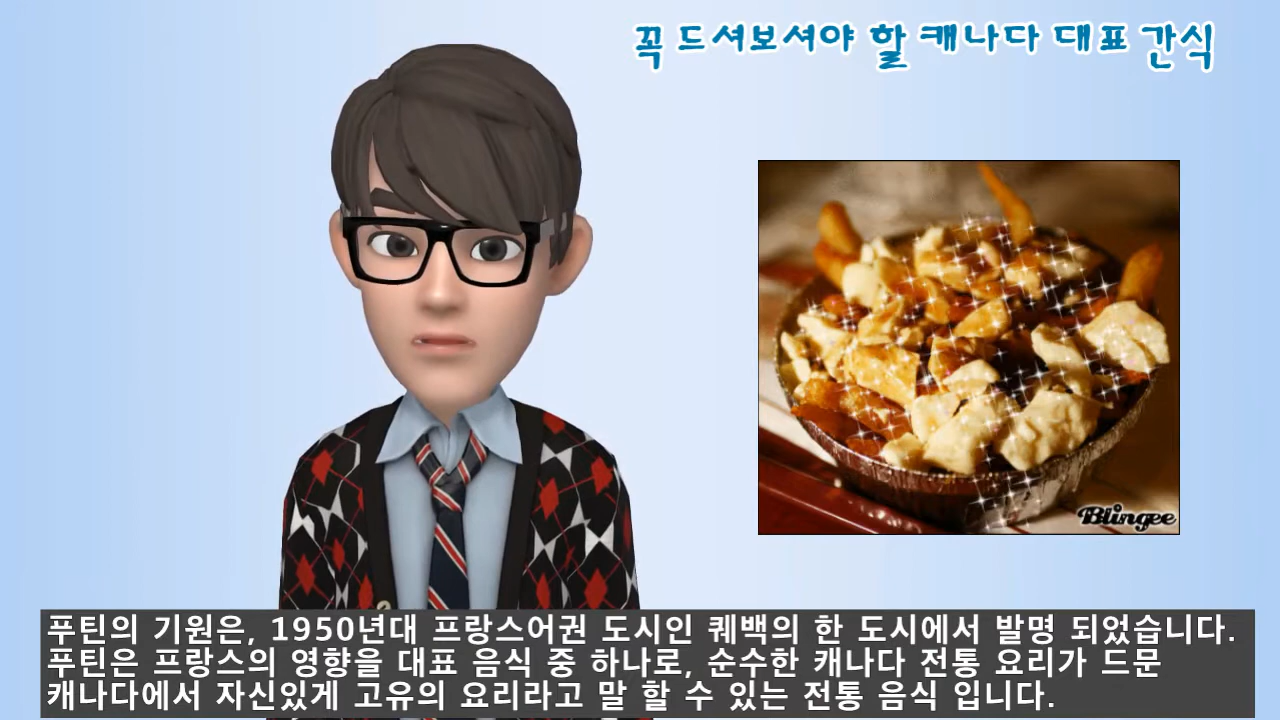 꼭 드셔보셔야 할 캐나다 대표 간식
Blingee
푸틴의 기원은, 1950년대 프랑스어권 도시인 퀘백의 한 도시에서 발명 되었습니다.
푸틴은 프랑스의 영향을 대표 음식 중 하나로, 순수한 캐나다 전통 요리가 드문
캐나다에서 자신있게 고유의 요리라고 말 할 수 있는 전통 음식 입니다.